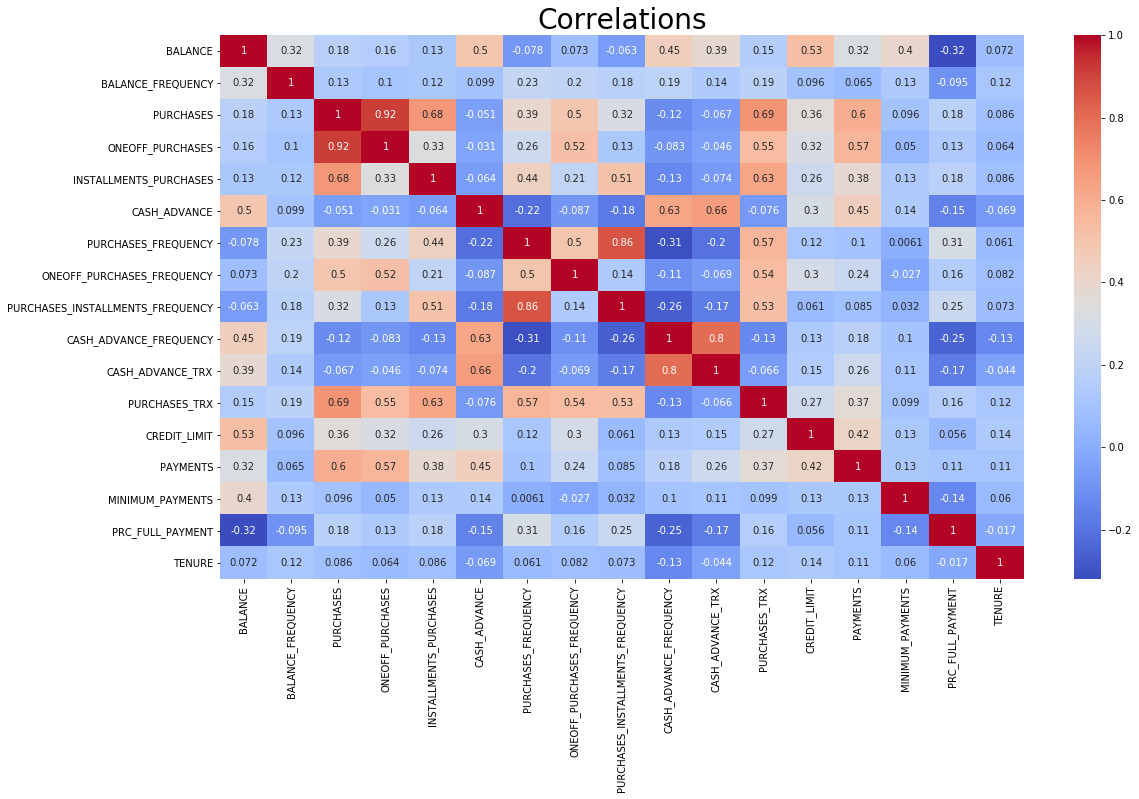 Correlations
BALANCE 1 0.32 0.18 0.16 0.13 0.5 -0.078 0.073 -0.063 0.45 0.39 0.15 0.53 0.32 0.4 -0.32 0.072
BALANCE_FREQUENCY 0.32 1 0.13 0.1 0.12 0.099 0.23 0.2 0.18 0.19 0.14 0.19 0.096 0.065 0.13 -0.095 0.12
PURCHASES 0.18 0.13 1 0.92 0.68 -0.051 0.39 0.5 0.32 -0.12 -0.067 0.69 0.36 0.6 0.096 0.18 0.086
ONEOFF_PURCHASES 0.16 0.1 0.92 1 0.33 -0.031 0.26 0.52 0.13 -0.083 -0.046 0.55 0.32 0.57 0.05 0.13 0.064
INSTALLMENTS_PURCHASES 0.13 0.12 0.68 0.33 1 -0.064 0.44 0.21 0.51 -0.13 -0.074 0.63 0.26 0.38 0.13 0.18 0.086
CASH_ADVANCE 0.5 0.099 -0.051 -0.031 -0.064 1 -0.22 -0.087 -0.18 0.63 0.66 -0.076 0.3 0.45 0.14 -0.15 -0.069
PURCHASES_FREQUENCY -0.078 0.23 0.39 0.26 0.44 -0.22 1 0.5 0.86 -0.31 -0.2 0.57 0.12 0.1 0.0061 0.31 0.061
ONEOFF_PURCHASES_FREQUENCY 0.073 0.2 0.5 0.52 0.21 -0.087 0.5 1 0.14 -0.11 -0.069 0.54 0.3 0.24 -0.027 0.16 0.082
PURCHASES_INSTALLMENTS_FREQUENCY -0.063 0.18 0.32 0.13 0.51 -0.18 0.86 0.14 1 -0.26 -0.17 0.53 0.061 0.085 0.032 0.25 0.073
CASH_ADVANCE_FREQUENCY 0.45 0.19 -0.12 -0.083 -0.13 0.63 -0.31 -0.11 -0.26 1 0.8 -0.13 0.13 0.18 0.1 -0.25 -0.13
CASH_ADVANCE_TRX 0.39 0.14 -0.067 -0.046 -0.074 0.66 -0.2 -0.069 -0.17 0.8 1 -0.066 0.15 0.26 0.11 -0.17 -0.044
PURCHASES_TRX 0.15 0.19 0.69 0.55 0.63 -0.076 0.57 0.54 0.53 -0.13 -0.066 1 0.27 0.37 0.099 0.16 0.12
CREDIT_LIMIT 0.53 0.096 0.36 0.32 0.26 0.3 0.12 0.3 0.061 0.13 0.15 0.27 1 0.42 0.13 0.056 0.14
PAYMENTS 0.32 0.065 0.6 0.57 0.38 0.45 0.1 0.24 0.085 0.18 0.26 0.37 0.42 1 0.13 0.11 0.11
MINIMUM_PAYMENTS 0.4 0.13 0.096 0.05 0.13 0.14 0.0061 -0.027 0.032 0.1 0.11 0.099 0.13 0.13 1 -0.14 0.06
PRC_FULL_PAYMENT -0.32 -0.095 0.18 0.13 0.18 -0.15 0.31 0.16 0.25 -0.25 -0.17 0.16 0.056 0.11 -0.14 1 -0.017
TENURE 0.072 0.12 0.086 0.064 0.086 -0.069 0.061 0.082 0.073 -0.13 -0.044 0.12 0.14 0.11 0.06 -0.017 1
BALANCE
BALANCE_FREQUENCY
PURCHASES
ONEOFF_PURCHASES
INSTALLMENTS_PURCHASES
CASH_ADVANCE
PURCHASES_FREQUENCY
ONEOFF_PURCHASES_FREQUENCY
PURCHASES_INSTALLMENTS_FREQUENCY
CASH_ADVANCE_FREQUENCY
CASH_ADVANCE_TRX
PURCHASES_TRX
CREDIT_LIMIT
PAYMENTS
MINIMUM_PAYMENTS
PRC_FULL_PAYMENT
TENURE
1.0
0.8
0.6
0.4
0.2
0.0
−0.2